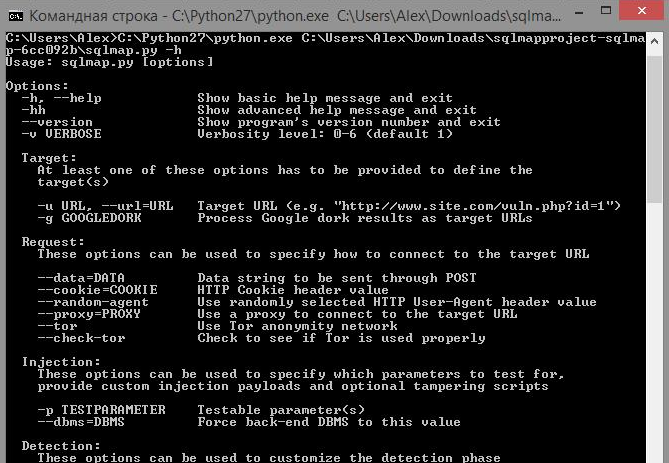 Командная строка - C:\Python27\python.exe C:\Users\Alex\Downloads\sqlma...
C:\Users\Alex>C:\Python27\python.exe C:\Users\Alex\Downloads\sqlmapproject-sqlma
p-6cc092b\sqlmap.py -h
Usage: sqlmap.py [options]
Options:
-h, --help Show basic help message and exit
-hh Show advanced help message and exit
--version Show program's version number and exit
-v VERBOSE Verbosity level: 0-6 (default 1)
Target:
At least one of these options has to be provided to define the
target(s)
-u URL, --url=URL Target URL (e.g. "http://www.site.com/vuln.php?id=1")
-g GOOGLEDORK Process Google dork results as target URLs
Request:
These options can be used to specify how to connect to the target URL
--data=DATA Data string to be sent through POST
--cookie=COOKIE HTTP Cookie header value
--random-agent Use randomly selected HTTP User-Agent header value
--proxy=PROXY Use a proxy to connect to the target URL
--tor Use Tor anonymity network
--check-tor Check to see if Tor is used properly
Injection:
These options can be used to specify which parameters to test for,
provide custom injection payloads and optional tampering scripts
-p TESTPARAMETER Testable parameter(s)
--dbms=DBMS Force back-end DBMS to this value
Detection:
These options can be used to customize the detection phase